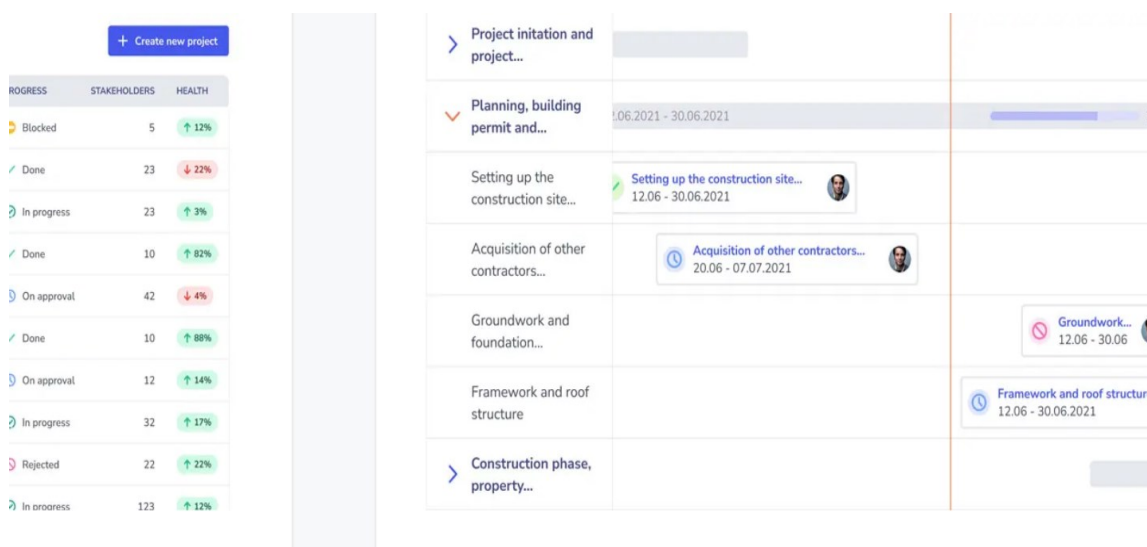 + Create new project
ROGRESS STAKEHOLDERS HEALTH
Blocked 5 ↑ 12%
Done 23 ↓ 22%
In progress 23 ↑ 3%
Done 10 ↑ 82%
On approval 42 ↓ 4%
Done 10 ↑ 88%
On approval 12 ↑ 14%
In progress 32 ↑ 17%
Rejected 22 ↑ 22%
In progress 123 ↑ 12%
Project initation and
project...
Planning, building
permit and...
.06.2021 - 30.06.2021
Setting up the
construction site...
Setting up the construction site...
12.06 - 30.06.2021
Acquisition of other
contractors...
Acquisition of other contractors...
20.06 - 07.07.2021
Groundwork and
foundation...
Groundwork...
12.06 - 30.06
Framework and roof
structure
Framework and roof structur
12.06 - 30.06.2021
Construction phase,
property...